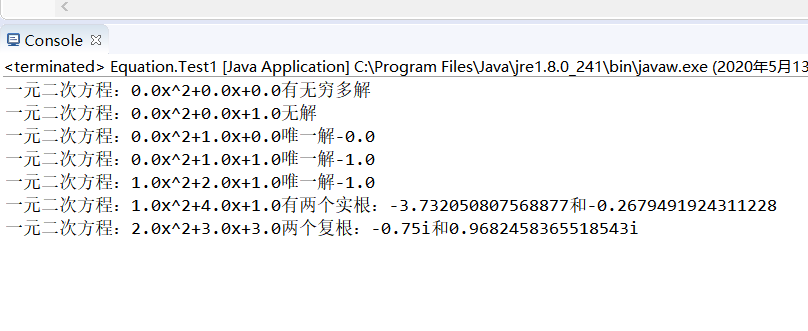 Console
<terminated> Equation.Test1 [Java Application] C:\Program Files\Java\jre1.8.0_241\bin\javaw.exe (2020年5月13
一元二次方程：0.0x^2+0.0x+0.0有无穷多解
一元二次方程：0.0x^2+0.0x+1.0无解
一元二次方程：0.0x^2+1.0x+0.0唯一解-0.0
一元二次方程：0.0x^2+1.0x+1.0唯一解-1.0
一元二次方程：1.0x^2+2.0x+1.0唯一解-1.0
一元二次方程：1.0x^2+4.0x+1.0有两个实根：-3.732050807568877和-0.2679491924311228
一元二次方程：2.0x^2+3.0x+3.0两个复根：-0.75i和0.9682458365518543i